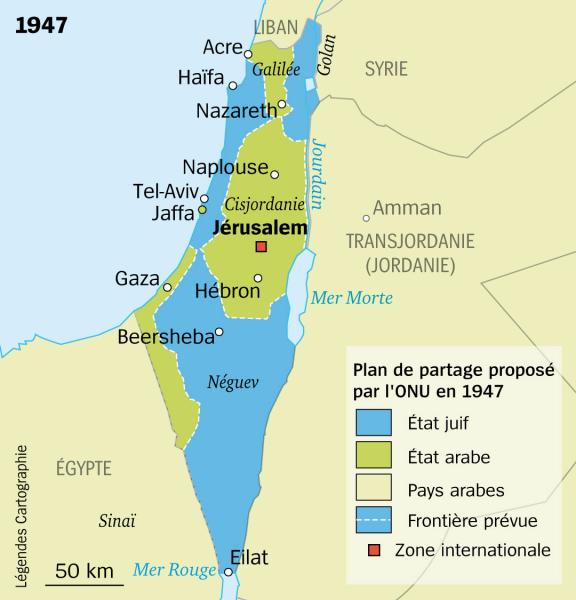 1947
LIBAN
Acre
Galilée
Golan
Haïfa
SYRIE
Nazareth
Jourdain
Naplouse
Tel-Aviv
Cisjordanie
Jaffa
Amman
Jérusalem
TRANSJORDANIE
(JORDANIE)
Gaza
Hébron
Mer Morte
Beersheba
Néguev
Plan de partage proposé
par l'ONU en 1947
État juif
État arabe
Pays arabes
Frontière prévue
Zone internationale
ÉGYPTE
Sinaï
Légendes Cartographie
50 km
Mer Rouge
Eilat